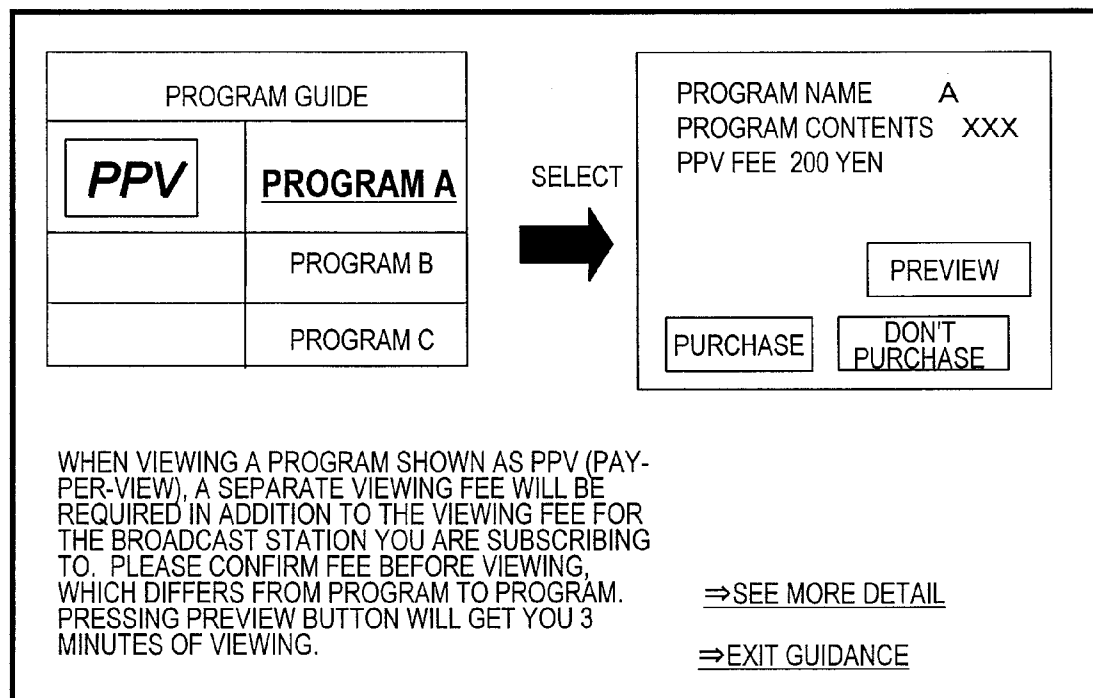 PROGRAM GUIDE
PPV
PROGRAM A
PROGRAM B
PROGRAM C
SELECT
PROGRAM NAME A
PROGRAM CONTENTS XXX
PPV FEE 200 YEN
PREVIEW
PURCHASE
DON'T
PURCHASE
WHEN VIEWING A PROGRAM SHOWN AS PPV (PAY-
PER-VIEW), A SEPARATE VIEWING FEE WILL BE
REQUIRED IN ADDITION TO THE VIEWING FEE FOR
THE BROADCAST STATION YOU ARE SUBSCRIBING
TO. PLEASE CONFIRM FEE BEFORE VIEWING,
WHICH DIFFERS FROM PROGRAM TO PROGRAM.
PRESSING PREVIEW BUTTON WILL GET YOU 3
MINUTES OF VIEWING.
⇒SEE MORE DETAIL
⇒EXIT GUIDANCE